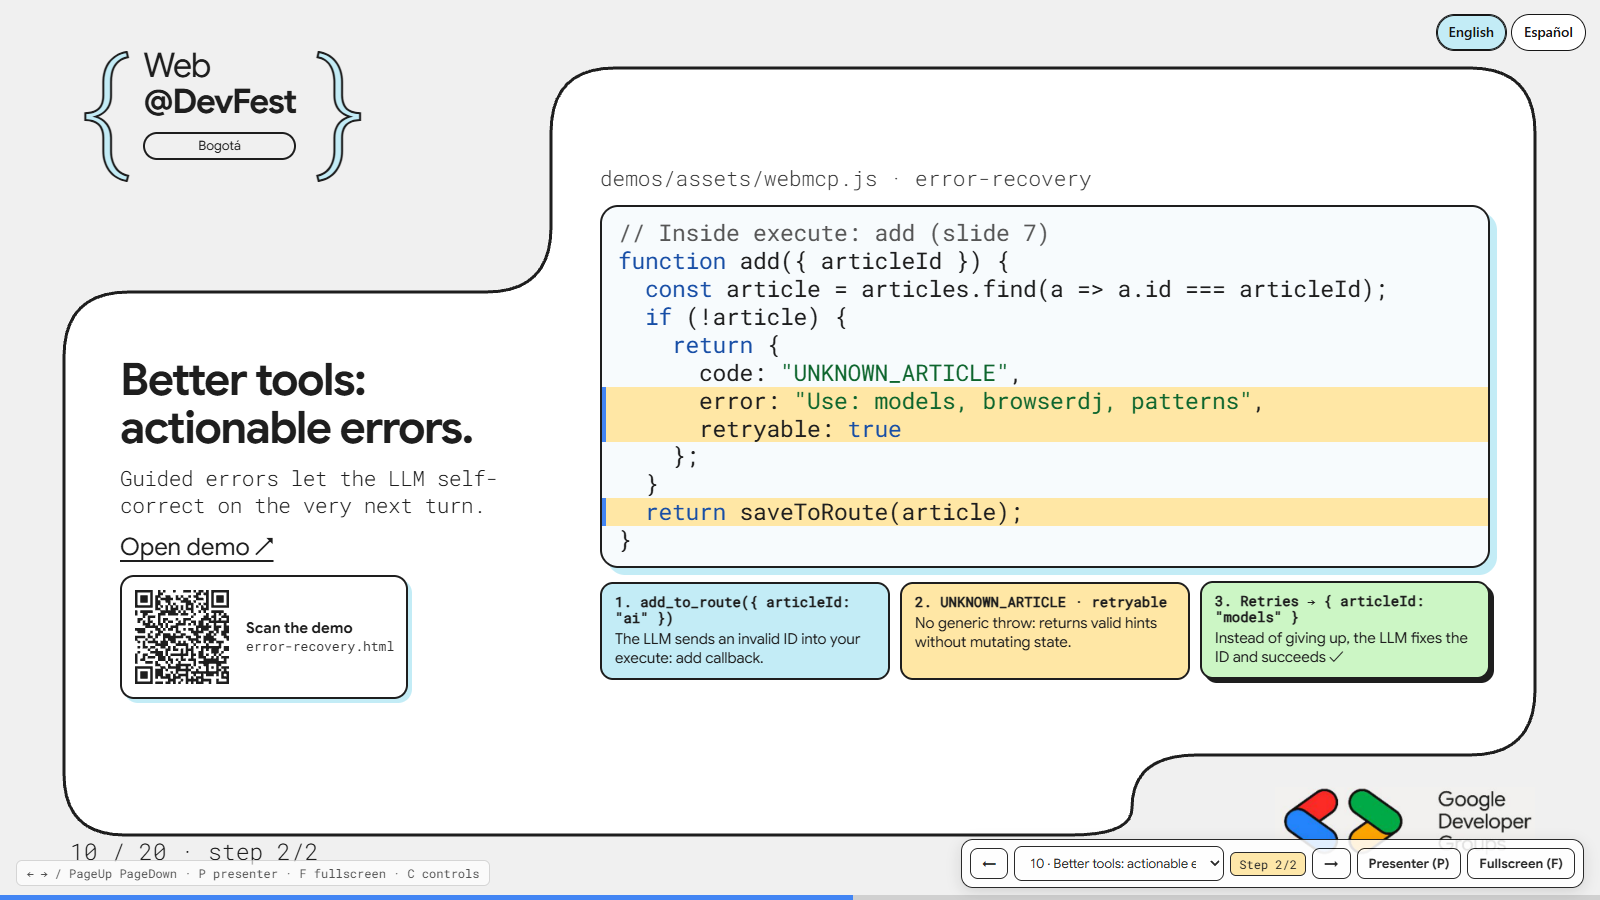 English
Español
Web
@DevFest
Bogotá
demos/assets/webmcp.js · error-recovery
// Inside execute: add (slide 7)
function add({ articleId }) {
const article = articles.find(a => a.id === articleId);
if (!article) {
return {
code: "UNKNOWN_ARTICLE",
error: "Use: models, browserdj, patterns",
retryable: true
};
}
return saveToRoute(article);
}
Better tools:
actionable errors.
Guided errors let the LLM self-
correct on the very next turn.
Open demo ↗
Scan the demo
error-recovery.html
1. add_to_route({ articleId:
"ai" })
The LLM sends an invalid ID into your
execute: add callback.
2. UNKNOWN_ARTICLE · retryable
No generic throw: returns valid hints
without mutating state.
3. Retries → { articleId:
"models" }
Instead of giving up, the LLM fixes the
ID and succeeds ✓
Google
Developer
Groups
10 / 20 · step 2/2
← → / PageUp PageDown · P presenter · F fullscreen · C controls
←
10 · Better tools: actionable e
Step 2/2
→
Presenter (P)
Fullscreen (F)